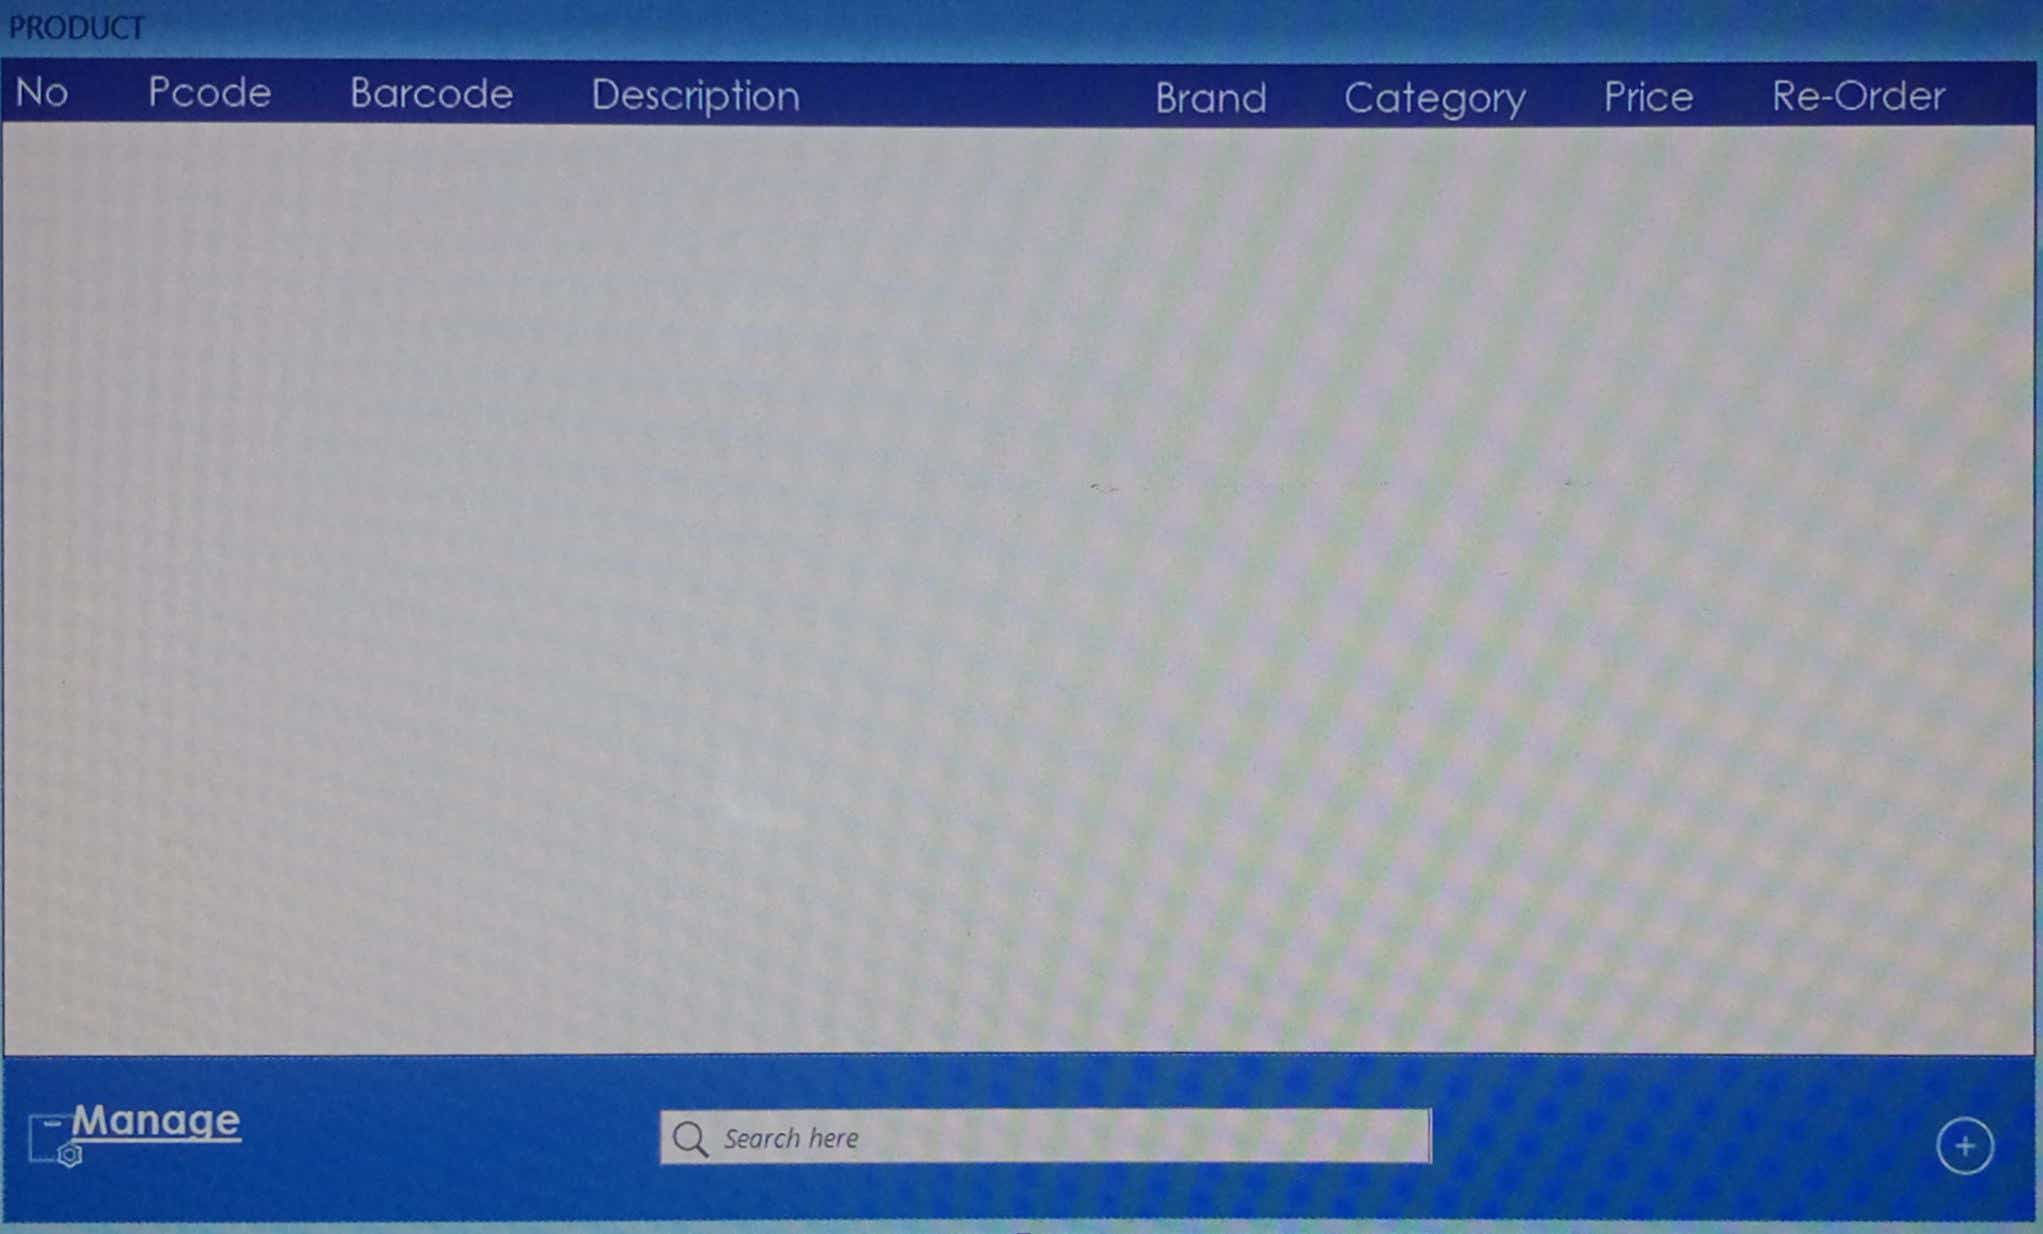 PRODUCT
No Pcode Barcode Description Brand Category Price Re-Order
Manage
Search here